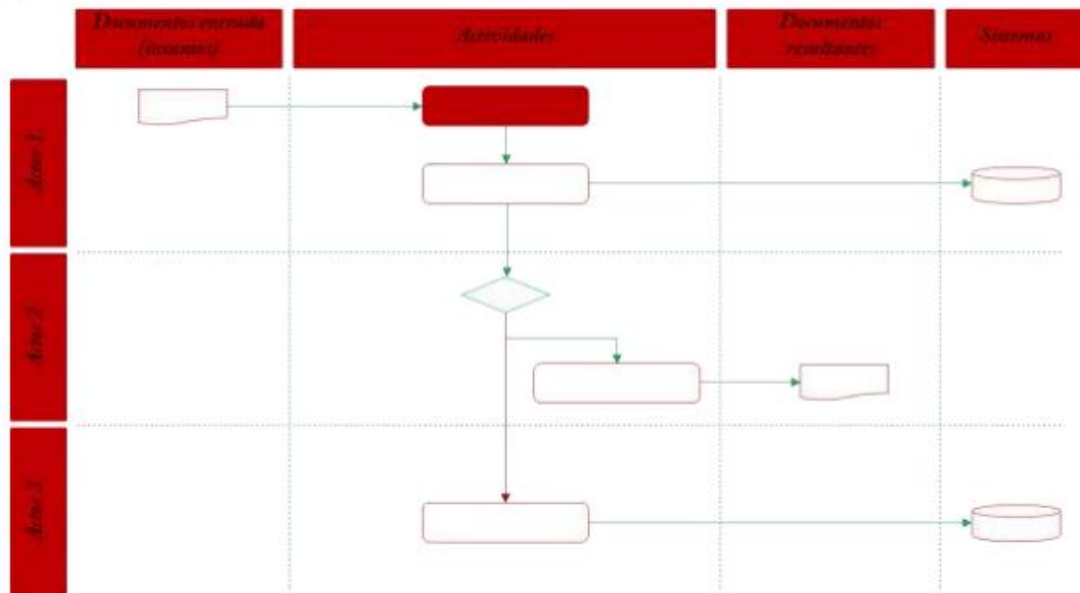 Documentos entrada
(insumos)
Actividades
Documentos
resultantes
Sistemas
Actor 1
Actor 2
Actor 3